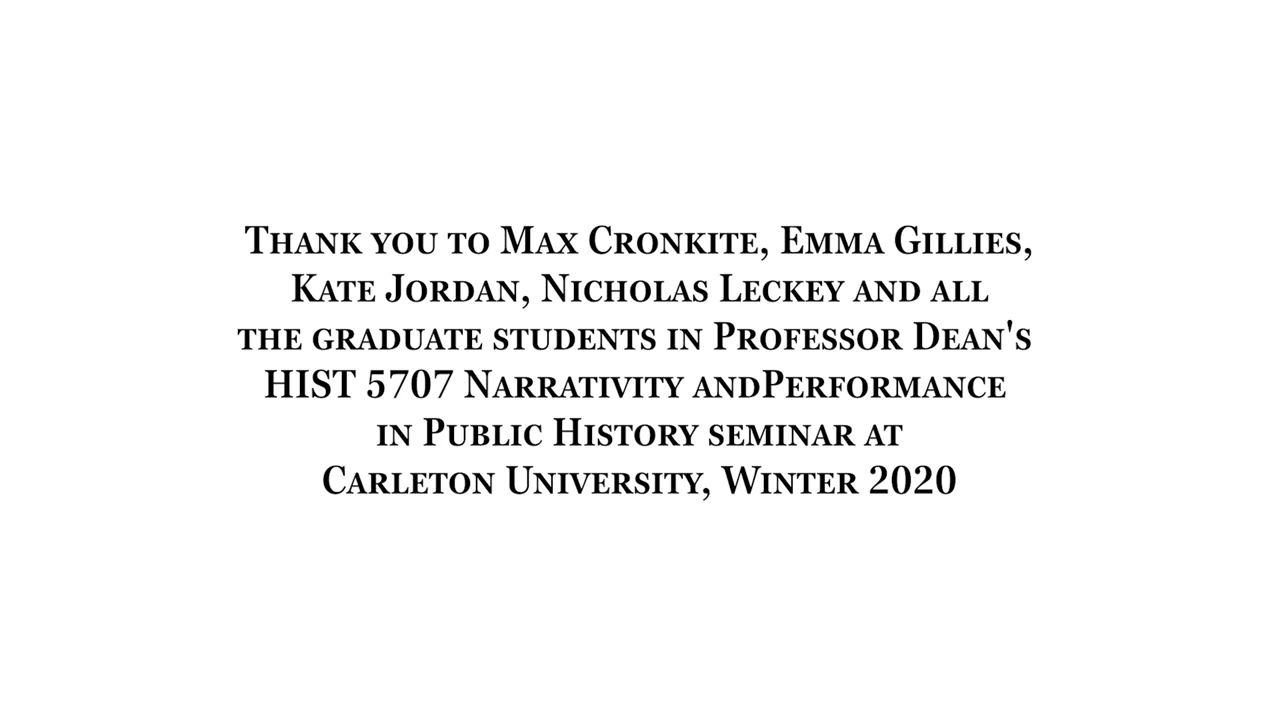 Thank you to Max Cronkite, Emma Gillies,
Kate Jordan, Nicholas Leckey and all
the graduate students in Professor Dean's
HIST 5707 Narrativity andPerformance
in Public History seminar at
Carleton University, Winter 2020